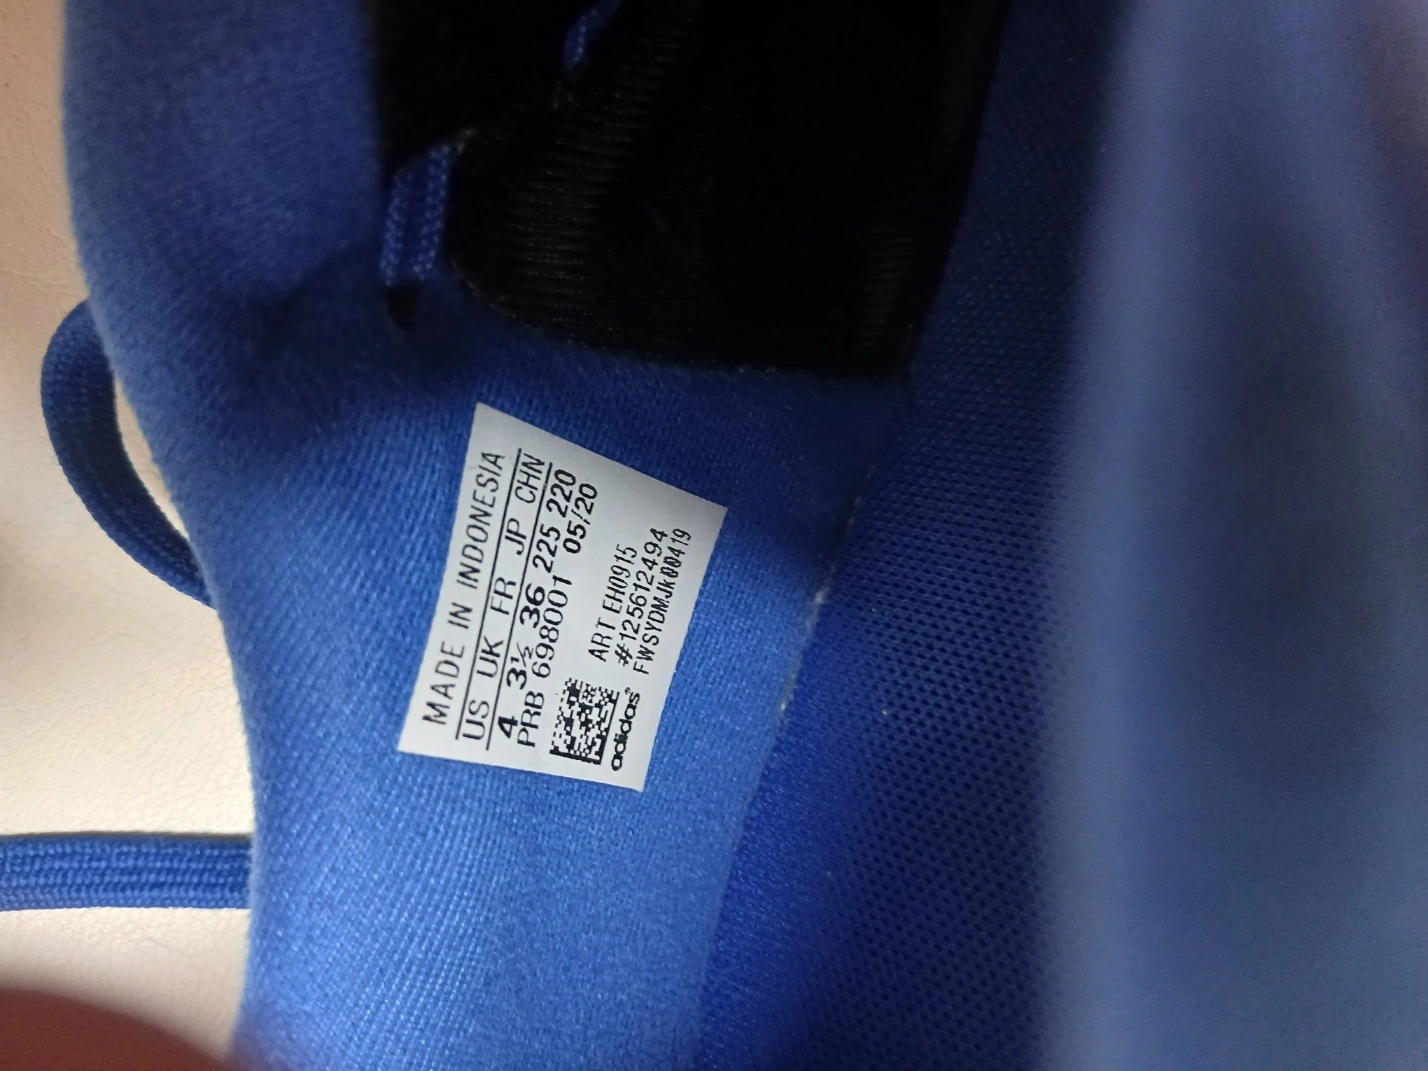 MADE IN INDONESIA
US UK FR JP CHN
4 3½ 36 225 220
PRB 698001 05/20
ART EH0915
#125612494
FWSYDMJk00419
adidas